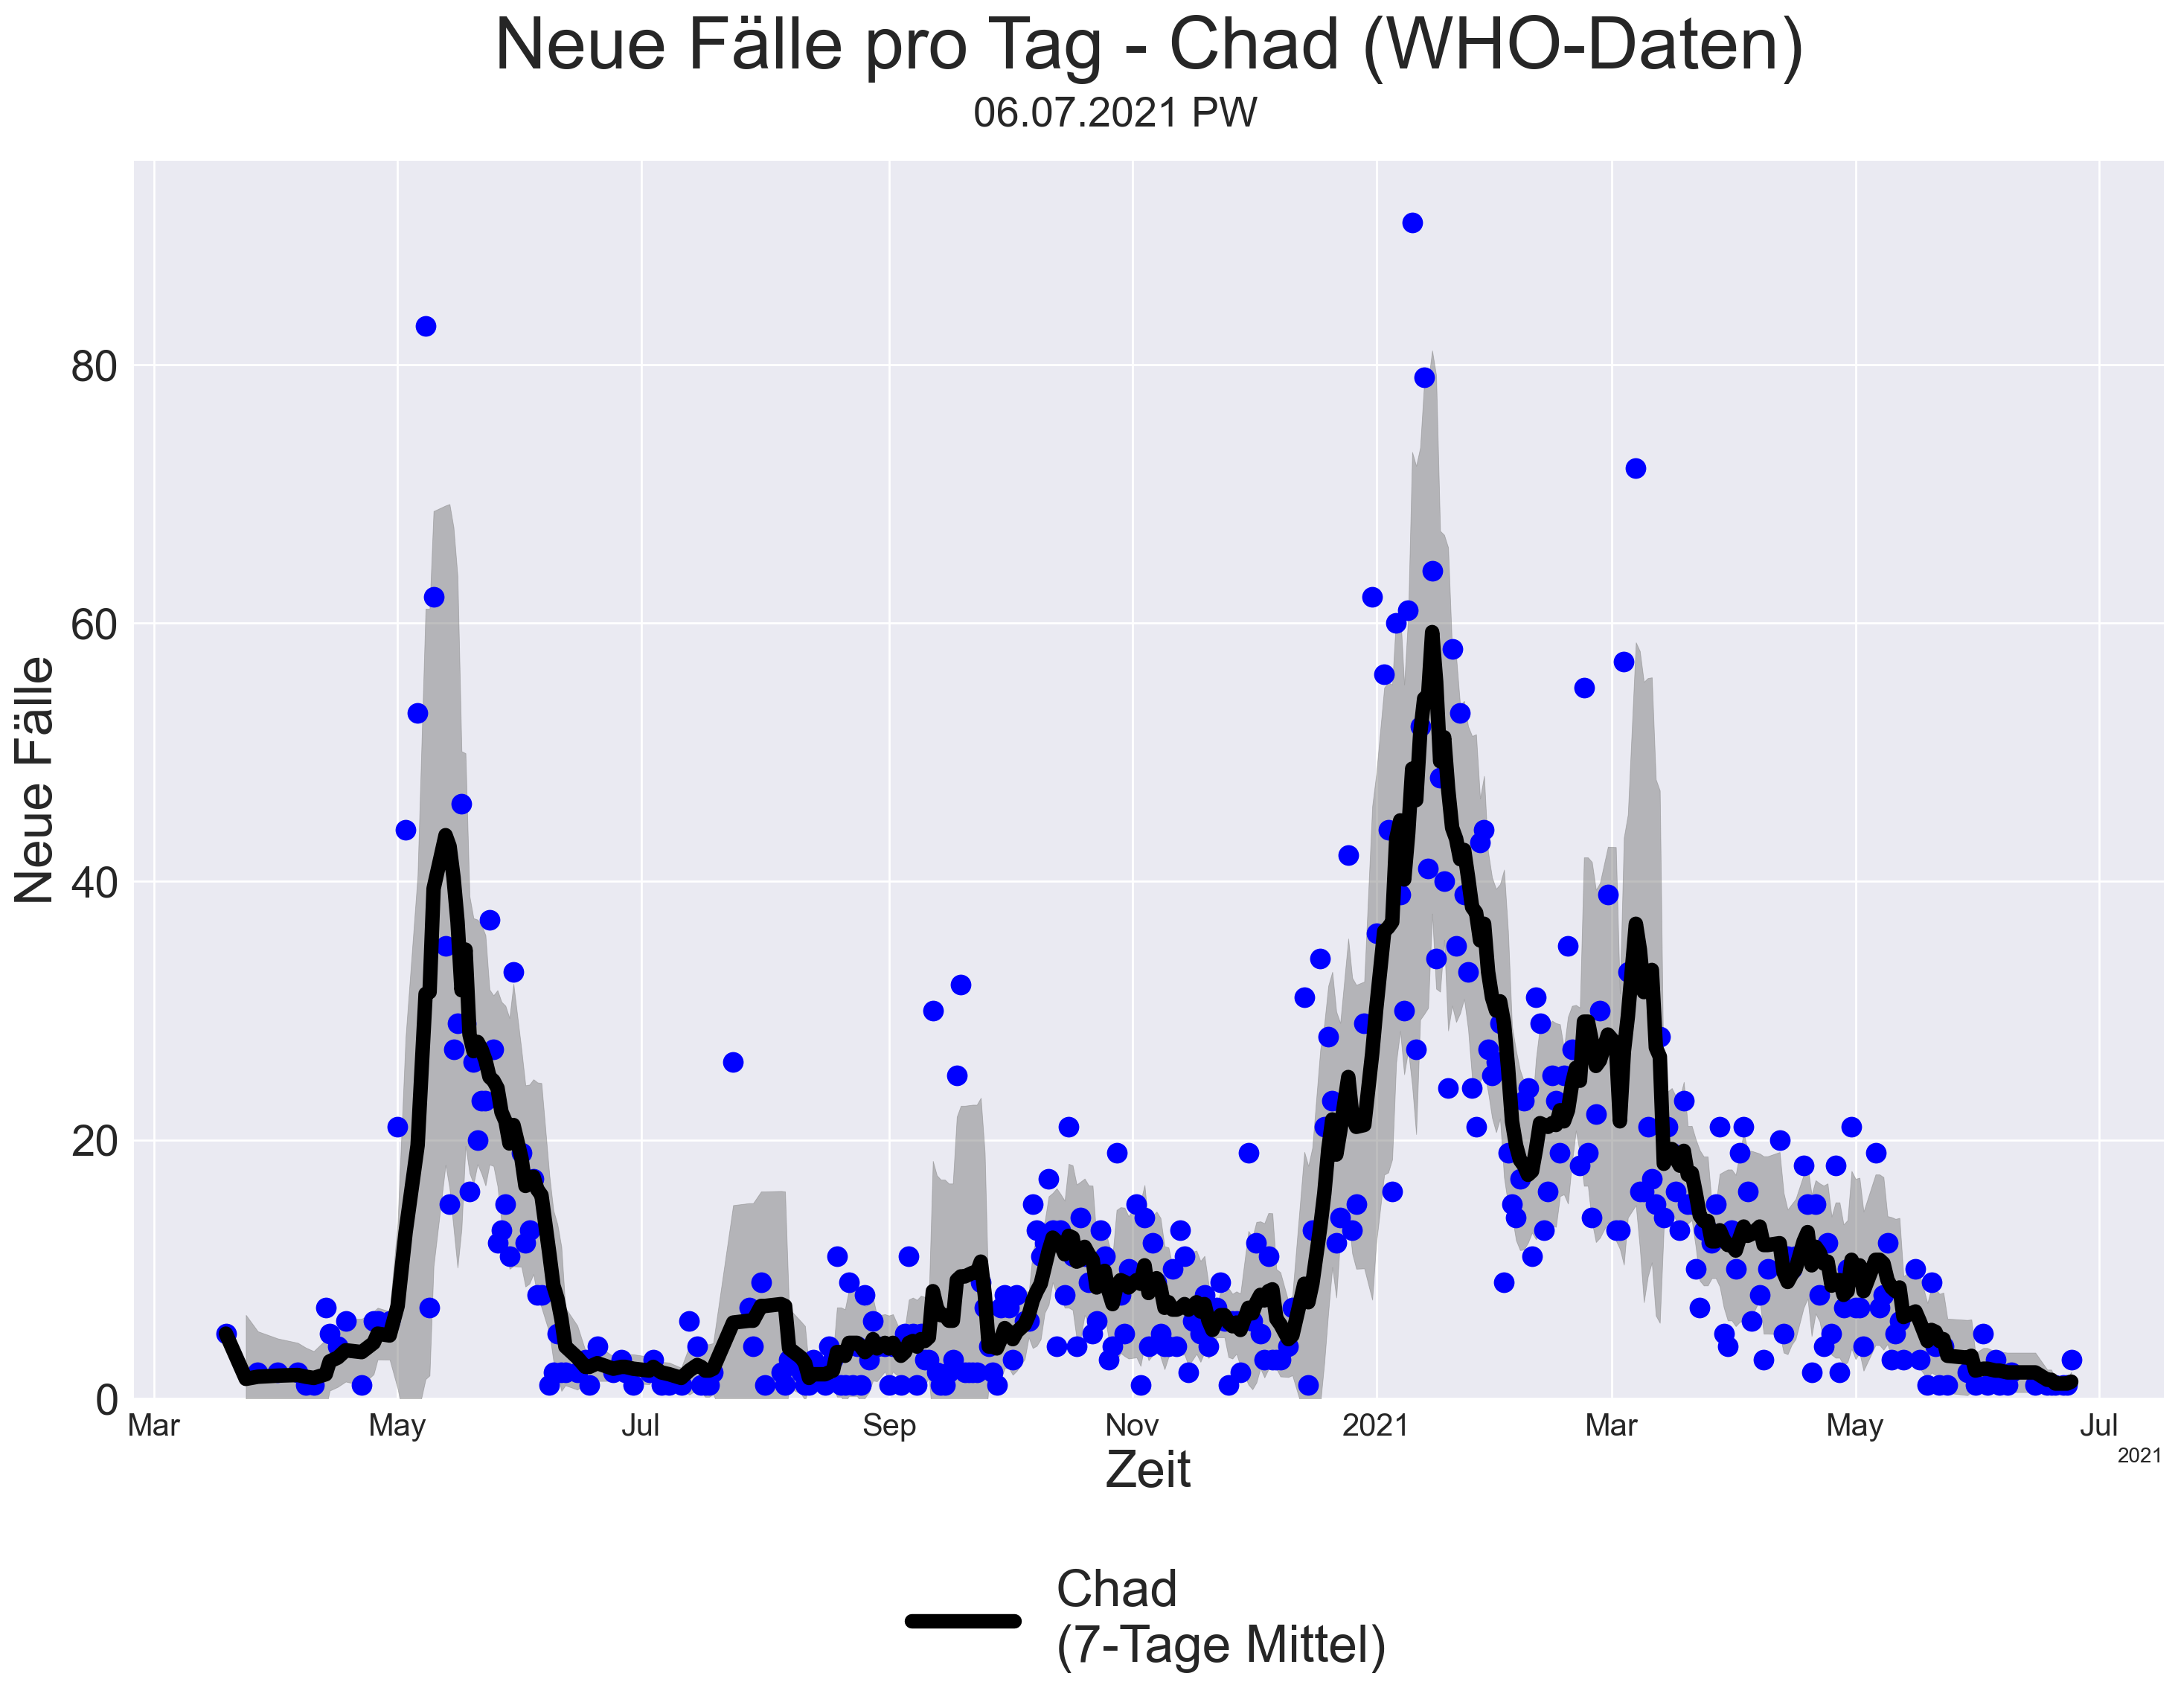 Neue Fälle pro Tag - Chad (WHO-Daten)
06.07.2021 PW
Neue Fälle
80
60
40
20
0
Mar May Jul Sep Nov 2021 Mar May Jul
2021
Zeit
Chad
(7-Tage Mittel)